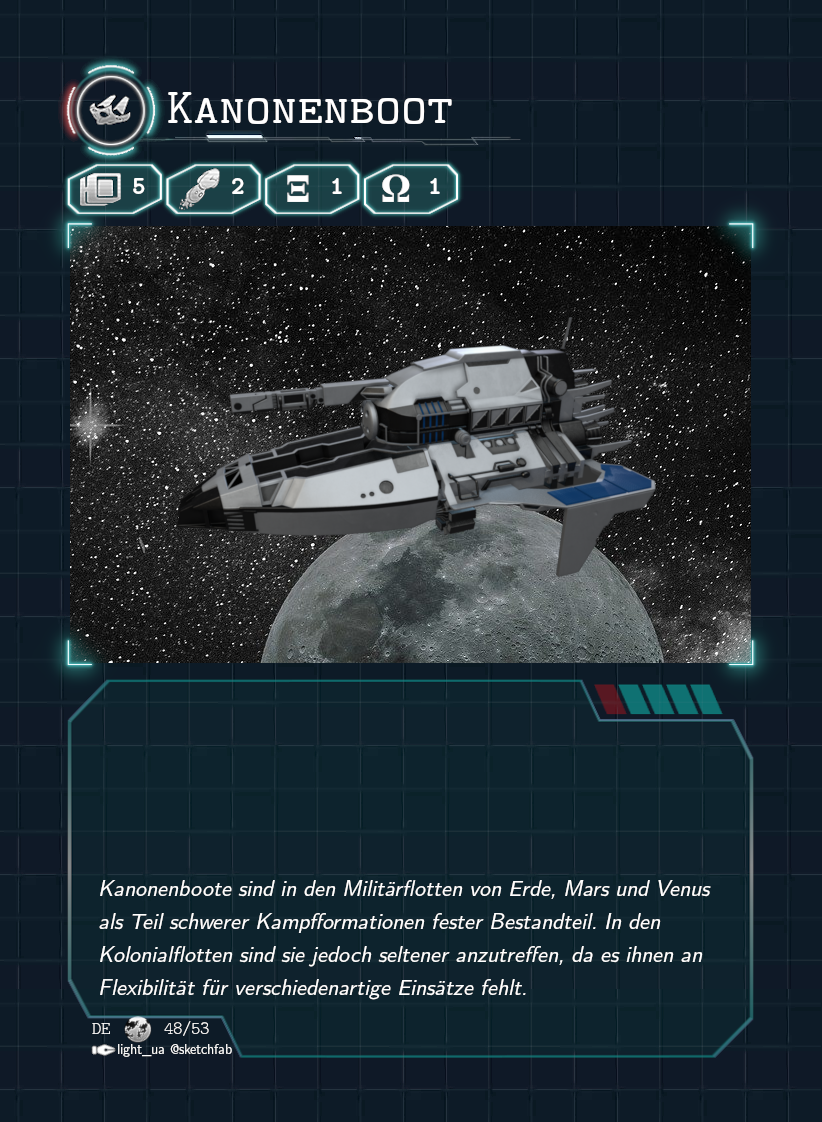 Kanonenboot
5 2 Ξ 1 Ω 1
Kanonenboote sind in den Militärflotten von Erde, Mars und Venus
als Teil schwerer Kampfformationen fester Bestandteil. In den
Kolonialflotten sind sie jedoch seltener anzutreffen, da es ihnen an
Flexibilität für verschiedenartige Einsätze fehlt.
DE 48/53
light_ua @sketchfab